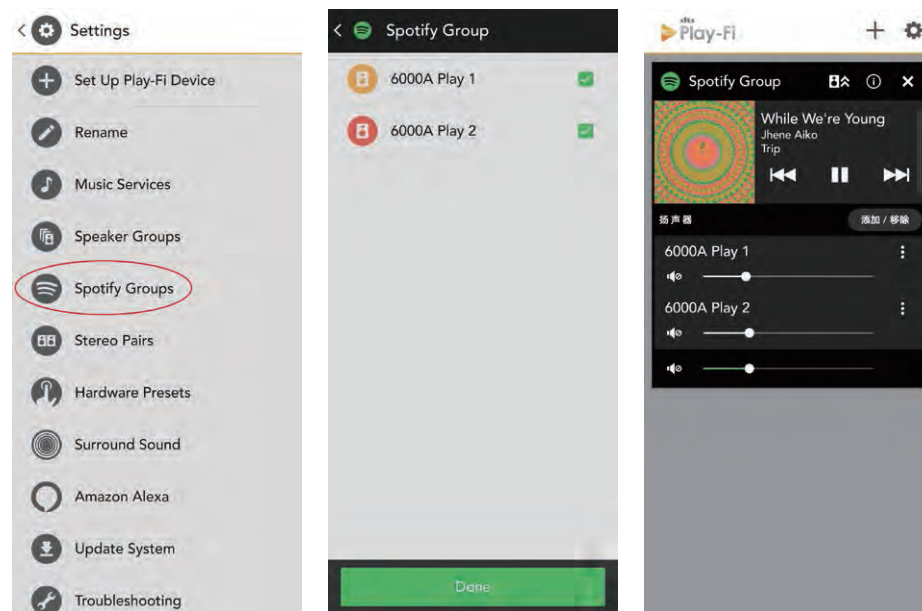 Settings
Set Up Play-Fi Device
Rename
Music Services
Speaker Groups
Spotify Groups
Stereo Pairs
Hardware Presets
Surround Sound
Amazon Alexa
Update System
Troubleshooting
Spotify Group
6000A Play 1
6000A Play 2
Done
dts
Play-Fi
Spotify Group
While We're Young
Jhene Aiko
Trip
扬声器
添加 / 移除
6000A Play 1
6000A Play 2